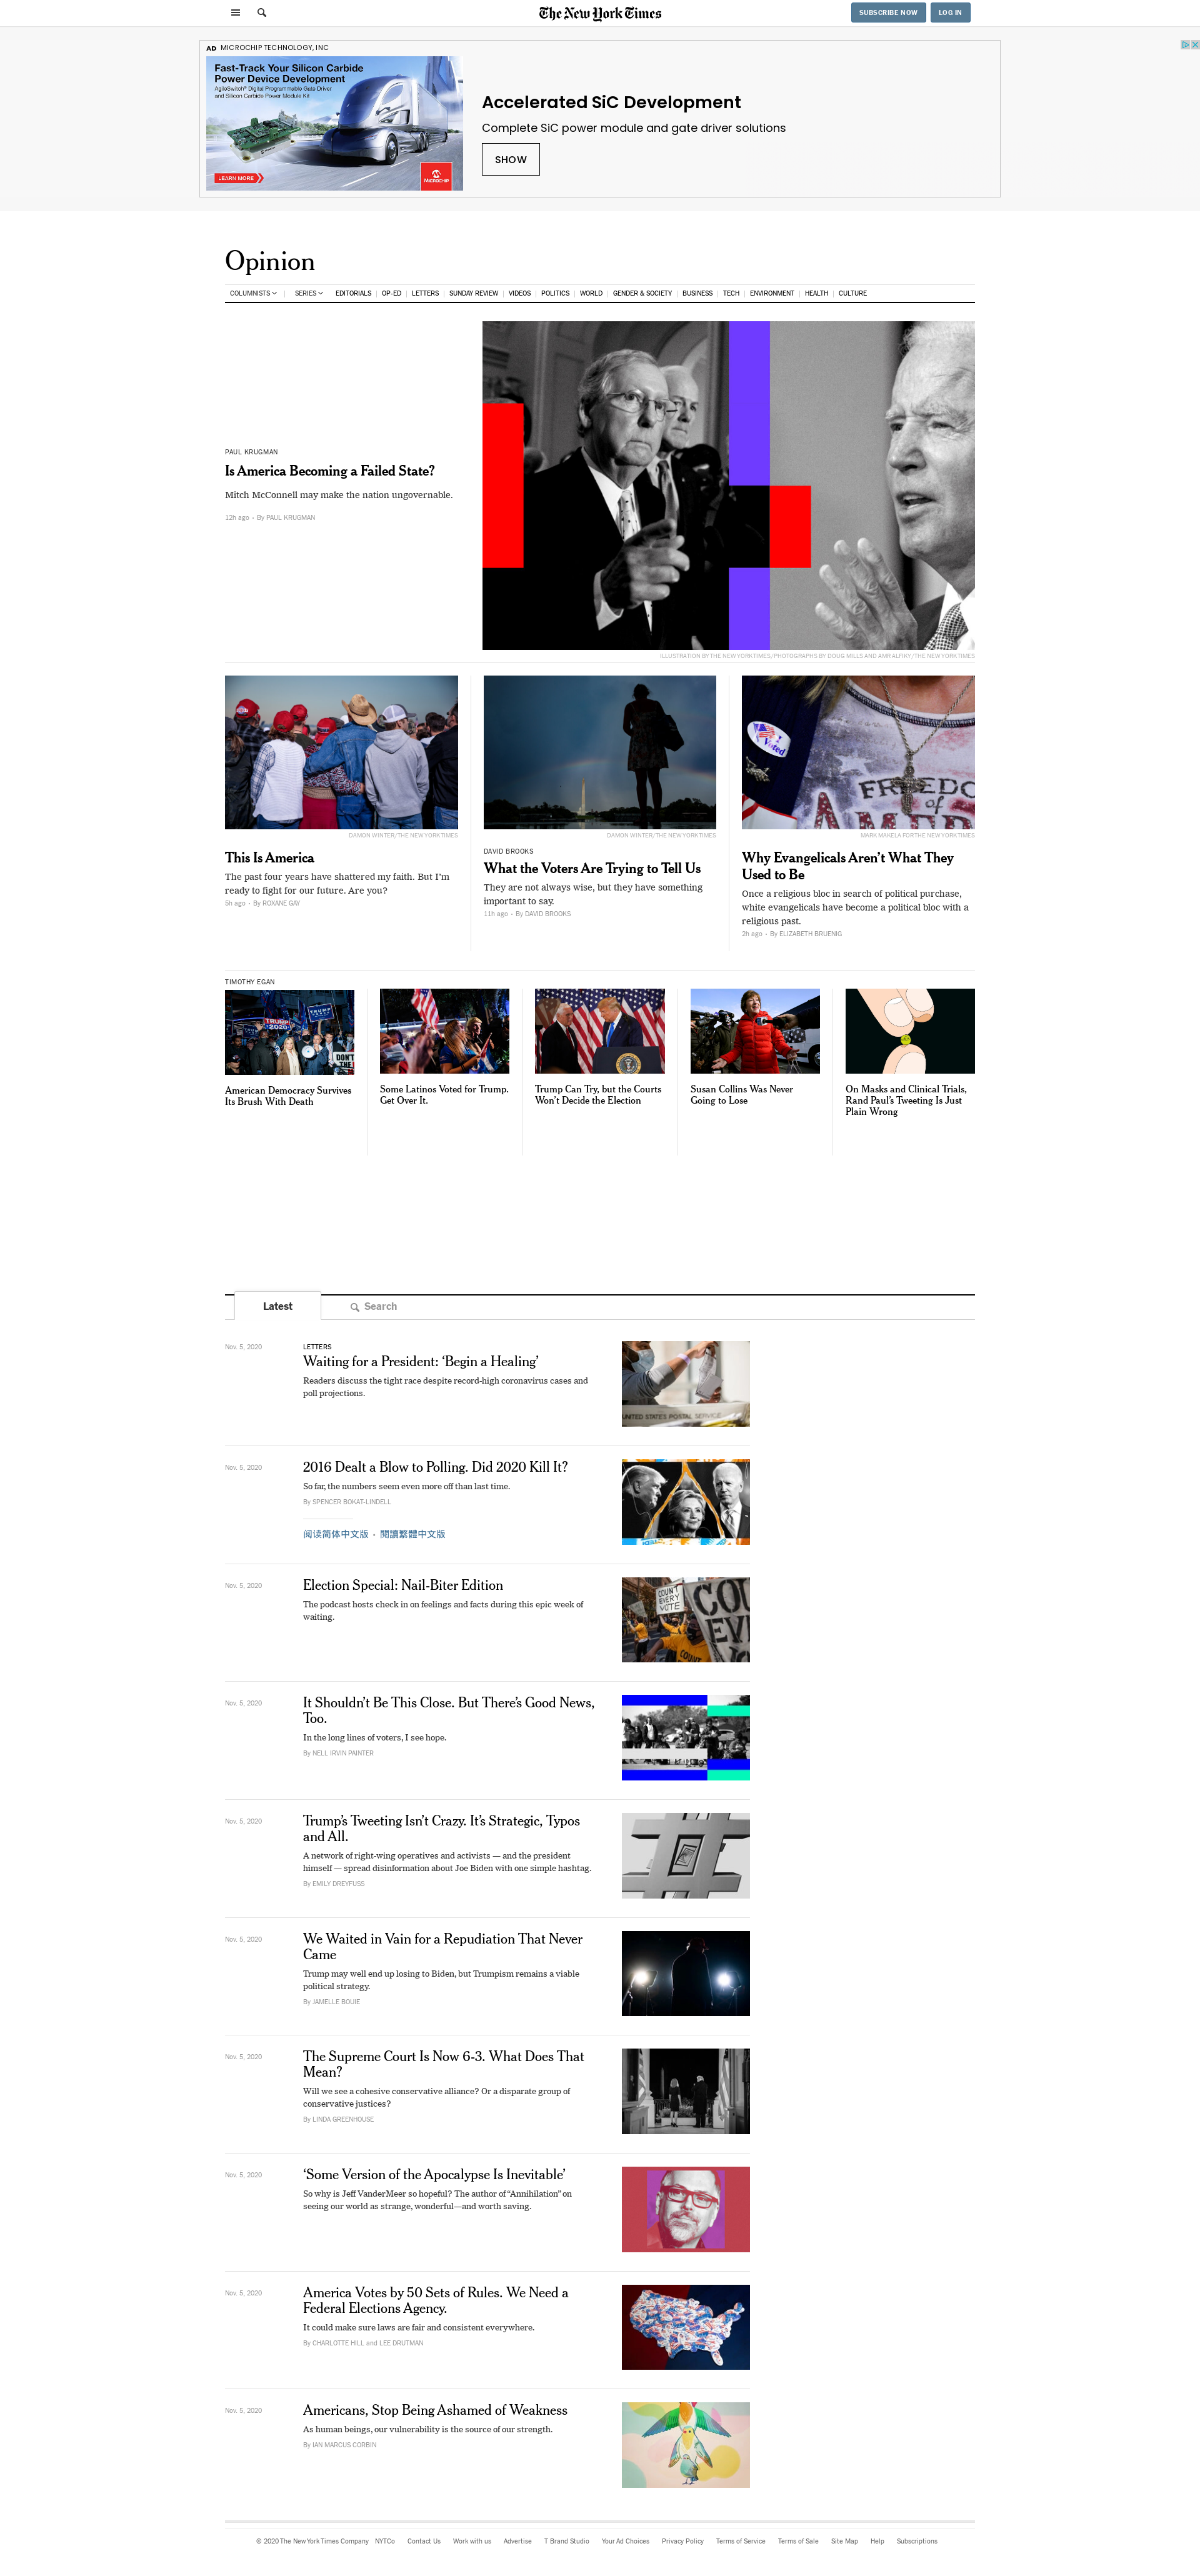 The New York Times
SUBSCRIBE NOW
LOG IN
AD MICROCHIP TECHNOLOGY, INC
Fast-Track Your Silicon Carbide
Power Device Development
AgileSwitch® Digital Programmable Gate Driver
and Silicon Carbide Power Module Kit
LEARN MORE
MICROCHIP
Accelerated SiC Development
Complete SiC power module and gate driver solutions
SHOW
Opinion
COLUMNISTS | SERIES EDITORIALS | OP-ED | LETTERS | SUNDAY REVIEW | VIDEOS | POLITICS | WORLD | GENDER & SOCIETY | BUSINESS | TECH | ENVIRONMENT | HEALTH | CULTURE
PAUL KRUGMAN
Is America Becoming a Failed State?
Mitch McConnell may make the nation ungovernable.
12h ago • By PAUL KRUGMAN
ILLUSTRATION BY THE NEW YORK TIMES/PHOTOGRAPHS BY DOUG MILLS AND AMR ALFIKY/THE NEW YORK TIMES
DAMON WINTER/THE NEW YORK TIMES
This Is America
The past four years have shattered my faith. But I’m
ready to fight for our future. Are you?
5h ago • By ROXANE GAY
DAMON WINTER/THE NEW YORK TIMES
DAVID BROOKS
What the Voters Are Trying to Tell Us
They are not always wise, but they have something
important to say.
11h ago • By DAVID BROOKS
I Voted
FREEDOM
of
MARK MAKELA FOR THE NEW YORK TIMES
Why Evangelicals Aren’t What They
Used to Be
Once a religious bloc in search of political purchase,
white evangelicals have become a political bloc with a
religious past.
2h ago • By ELIZABETH BRUENIG
TIMOTHY EGAN
TRUMP
2020
DON'T
American Democracy Survives
Its Brush With Death
Some Latinos Voted for Trump.
Get Over It.
Trump Can Try, but the Courts
Won’t Decide the Election
Susan Collins Was Never
Going to Lose
On Masks and Clinical Trials,
Rand Paul’s Tweeting Is Just
Plain Wrong
Latest
Search
Nov. 5, 2020
LETTERS
Waiting for a President: ‘Begin a Healing’
Readers discuss the tight race despite record-high coronavirus cases and
poll projections.
UNITED STATES POSTAL SERVICE
Nov. 5, 2020
2016 Dealt a Blow to Polling. Did 2020 Kill It?
So far, the numbers seem even more off than last time.
By SPENCER BOKAT-LINDELL
阅读简体中文版 • 閱讀繁體中文版
Nov. 5, 2020
Election Special: Nail-Biter Edition
The podcast hosts check in on feelings and facts during this epic week of
waiting.
COUNT
EVERY
VOTE
Nov. 5, 2020
It Shouldn’t Be This Close. But There’s Good News,
Too.
In the long lines of voters, I see hope.
By NELL IRVIN PAINTER
Nov. 5, 2020
Trump’s Tweeting Isn’t Crazy. It’s Strategic, Typos
and All.
A network of right-wing operatives and activists — and the president
himself — spread disinformation about Joe Biden with one simple hashtag.
By EMILY DREYFUSS
Nov. 5, 2020
We Waited in Vain for a Repudiation That Never
Came
Trump may well end up losing to Biden, but Trumpism remains a viable
political strategy.
By JAMELLE BOUIE
Nov. 5, 2020
The Supreme Court Is Now 6-3. What Does That
Mean?
Will we see a cohesive conservative alliance? Or a disparate group of
conservative justices?
By LINDA GREENHOUSE
Nov. 5, 2020
‘Some Version of the Apocalypse Is Inevitable’
So why is Jeff VanderMeer so hopeful? The author of “Annihilation” on
seeing our world as strange, wonderful—and worth saving.
Nov. 5, 2020
America Votes by 50 Sets of Rules. We Need a
Federal Elections Agency.
It could make sure laws are fair and consistent everywhere.
By CHARLOTTE HILL and LEE DRUTMAN
Nov. 5, 2020
Americans, Stop Being Ashamed of Weakness
As human beings, our vulnerability is the source of our strength.
By IAN MARCUS CORBIN
© 2020 The New York Times Company NYTCo Contact Us Work with us Advertise T Brand Studio Your Ad Choices Privacy Policy Terms of Service Terms of Sale Site Map Help Subscriptions